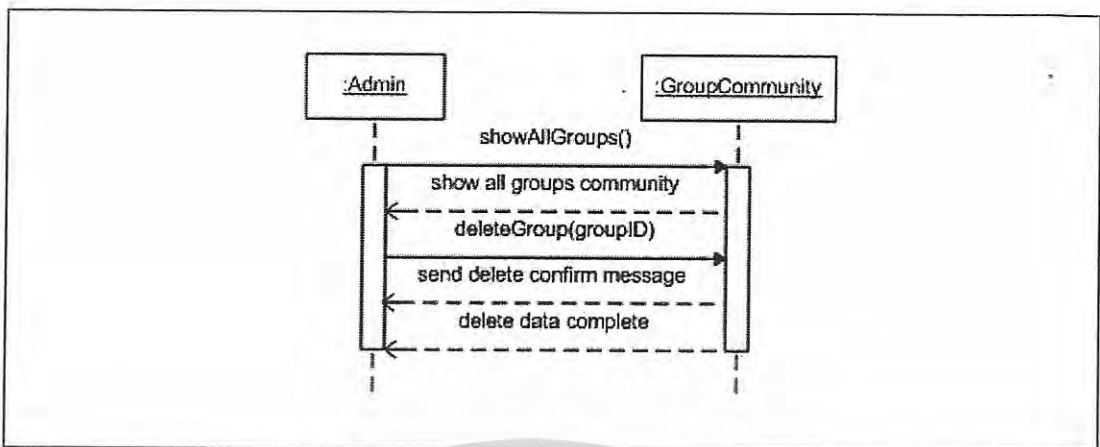 :Admin
:GroupCommunity
showAllGroups()
show all groups community
deleteGroup(groupID)
send delete confirm message
delete data complete